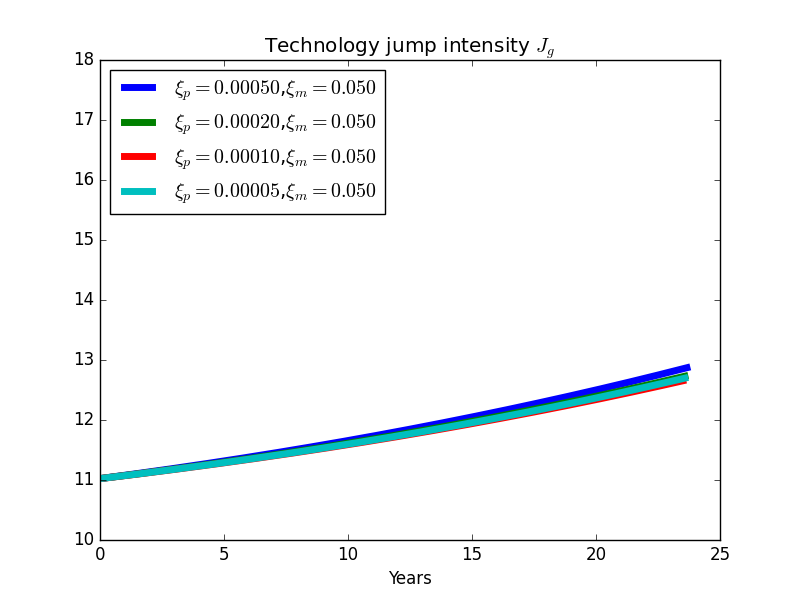 Technology jump intensity $J_g$
18
17
16
15
14
13
12
11
10
$\xi_p = 0.00050$,$\xi_m = 0.050$
$\xi_p = 0.00020$,$\xi_m = 0.050$
$\xi_p = 0.00010$,$\xi_m = 0.050$
$\xi_p = 0.00005$,$\xi_m = 0.050$
0 5 10 15 20 25
Years